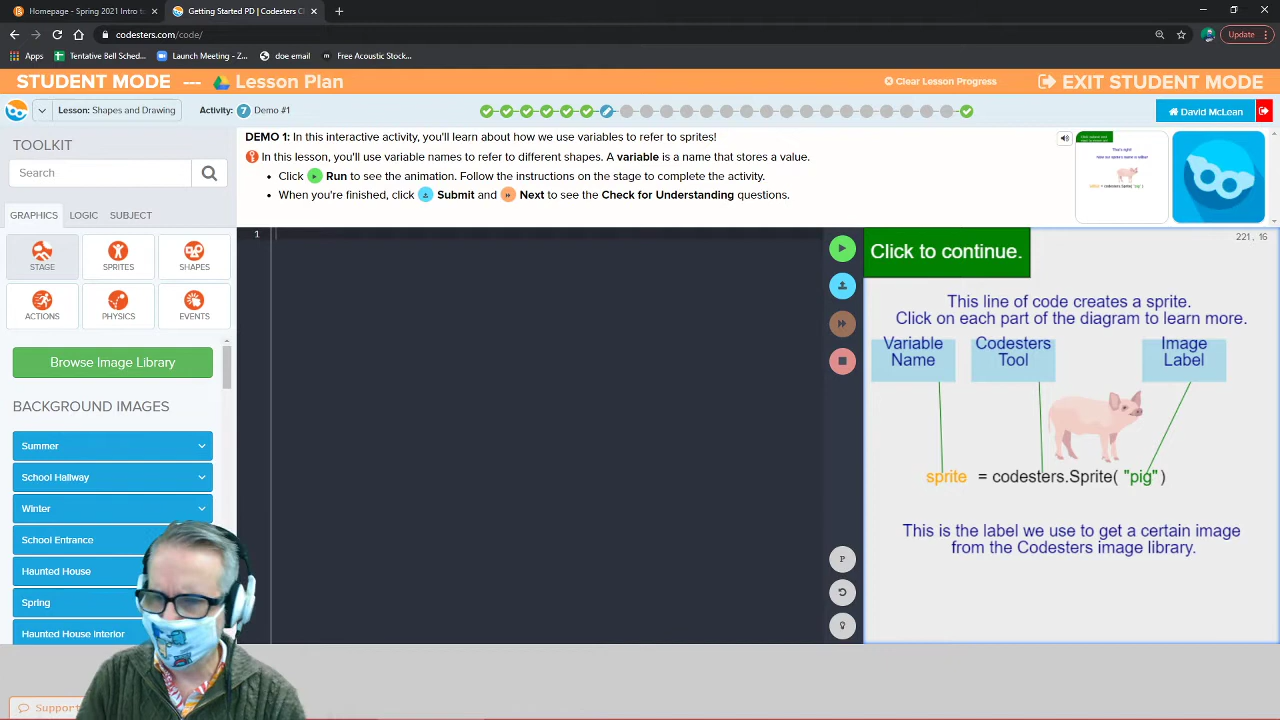 Homepage - Spring 2021 Intro to
Getting Started PD | Codesters Cl
Update
codesters.com/code/
Apps
Tentative Bell Sched...
Launch Meeting - Z...
doe email
Free Acoustic Stock...
STUDENT MODE --- Lesson Plan
Clear Lesson Progress
EXIT STUDENT MODE
Lesson: Shapes and Drawing
Activity: 7 Demo #1
David McLean
DEMO 1: In this interactive activity, you'll learn about how we use variables to refer to sprites!
In this lesson you'll use variable names to refer to different shapes. A variable is a name that stores a value.
• Click Run to see the animation. Follow the instructions on the stage to complete the activity.
• When you're finished, click Submit and Next to see the Check for Understanding questions.
TOOLKIT
Search
GRAPHICS
LOGIC
SUBJECT
STAGE
SPRITES
SHAPES
ACTIONS
PHYSICS
EVENTS
Browse Image Library
BACKGROUND IMAGES
Summer
School Hallway
Winter
School Entrance
Haunted House
Spring
Haunted House Interior
Support
1
P
221, 16
Click to continue.
This line of code creates a sprite.
Click on each part of the diagram to learn more.
Variable Name
Codesters Tool
Image Label
sprite = codesters.Sprite( "pig" )
This is the label we use to get a certain image
from the Codesters image library.